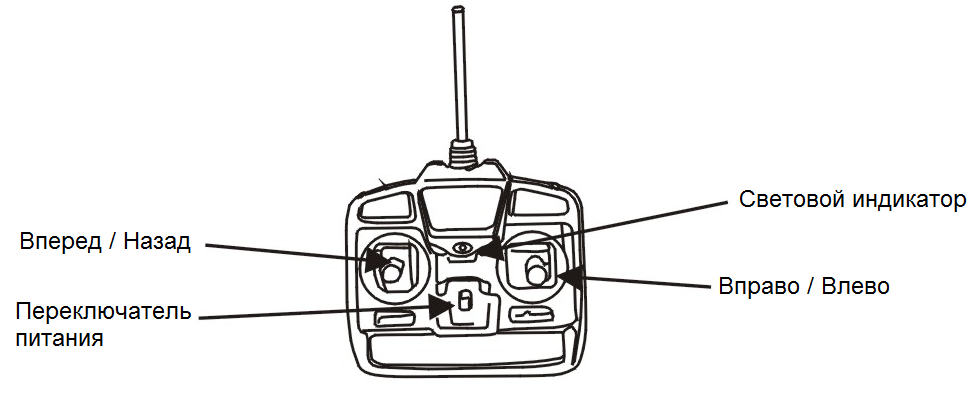 Световой индикатор
Вперед / Назад
Вправо / Влево
Переключатель
питания